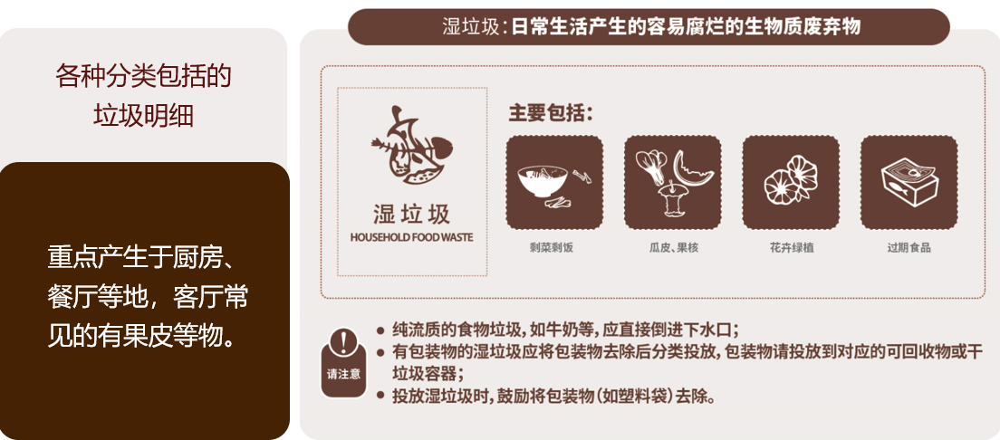 各种分类包括的
垃圾明细
重点产生于厨房、
餐厅等地，客厅常
见的有果皮等物。
湿垃圾：日常生活产生的容易腐烂的生物质废弃物
湿垃圾
HOUSEHOLD FOOD WASTE
主要包括：
剩菜剩饭
瓜皮、果核
花卉绿植
过期食品
请注意
纯流质的食物垃圾，如牛奶等，应直接倒进下水口；
有包装物的湿垃圾应将包装物去除后分类投放，包装物请投放到对应的可回收物或干
垃圾容器；
投放湿垃圾时，鼓励将包装物（如塑料袋）去除。